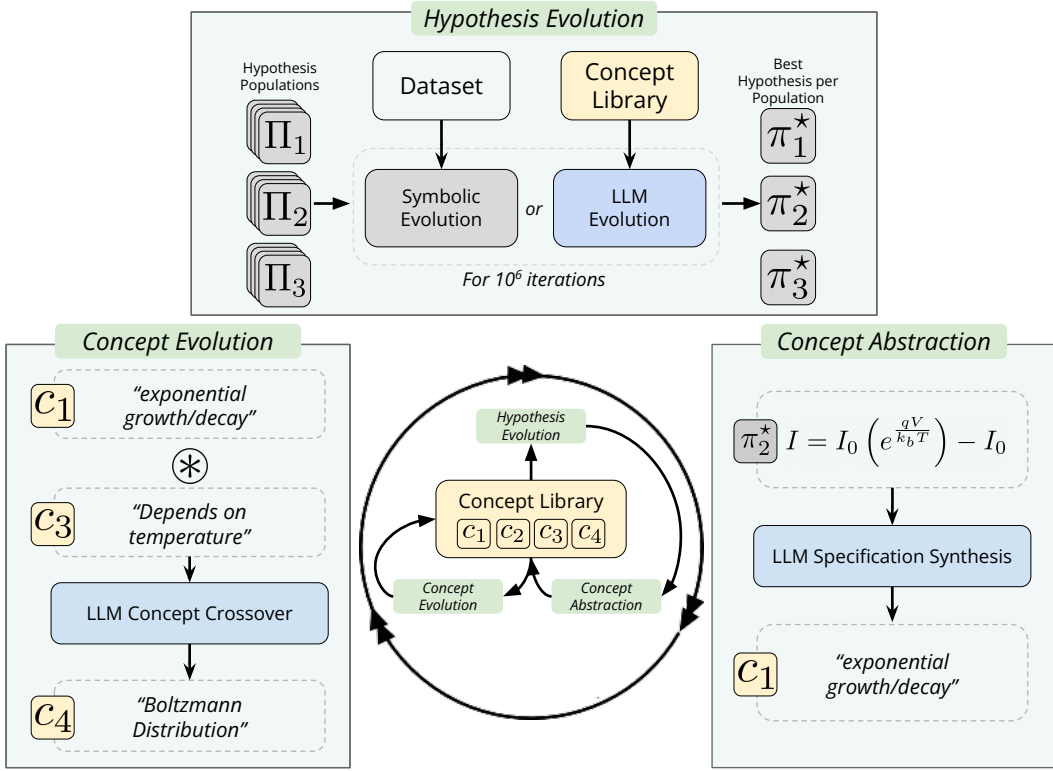 Hypothesis Evolution
Hypothesis
Populations
Dataset
Concept
Library
Best
Hypothesis per
Population
Π₁
Π₂
Π₃
Symbolic
Evolution
or
LLM
Evolution
For 10⁶ iterations
π₁★
π₂★
π₃★
Concept Evolution
c₁
“exponential
growth/decay”
⊛
c₃
“Depends on
temperature”
LLM Concept Crossover
c₄
“Boltzmann
Distribution”
Hypothesis
Evolution
Concept Library
c₁ c₂ c₃ c₄
Concept
Evolution
Concept
Abstraction
Concept Abstraction
π₂★ I = I₀ (e^{qV/k_bT}) − I₀
LLM Specification Synthesis
c₁
“exponential
growth/decay”